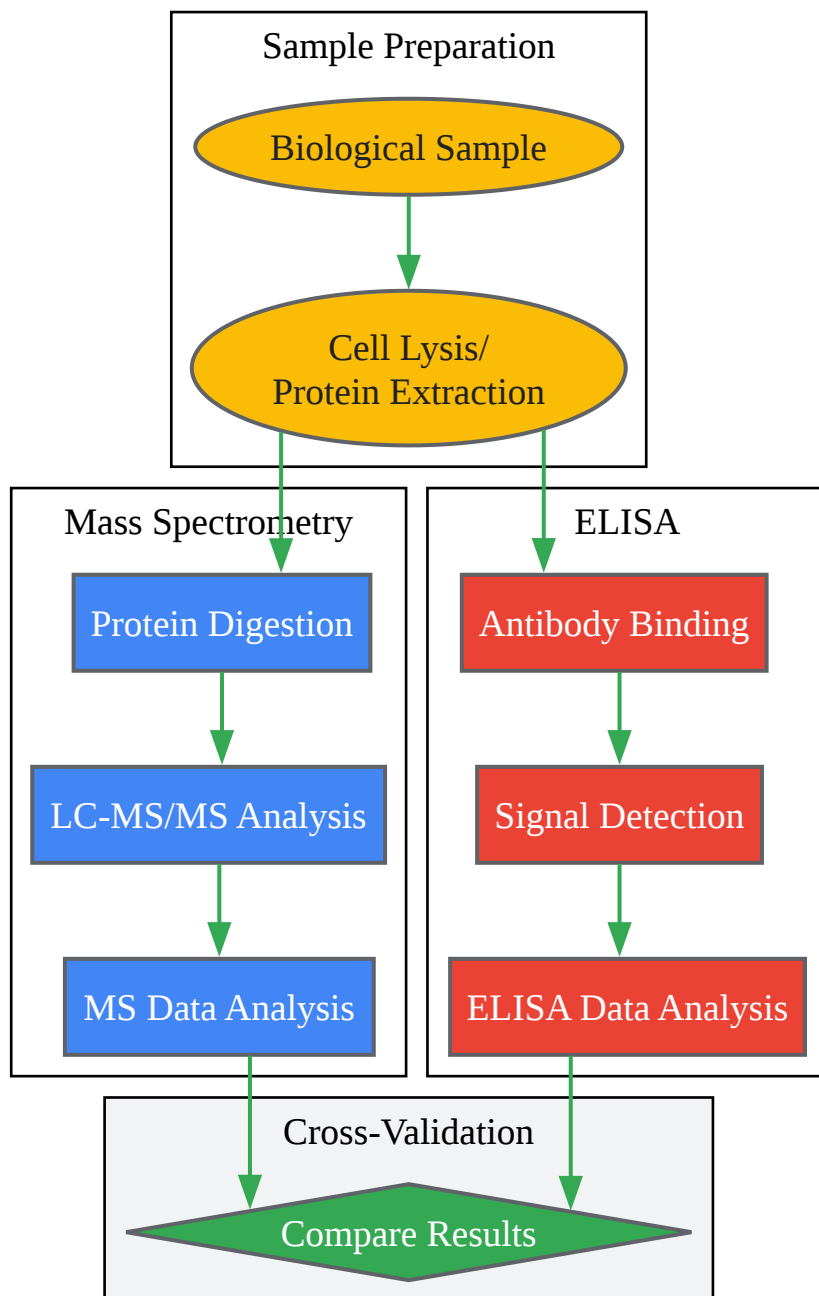 Sample Preparation
Biological Sample
Cell Lysis/
Protein Extraction
Mass Spectrometry
Protein Digestion
LC-MS/MS Analysis
MS Data Analysis
ELISA
Antibody Binding
Signal Detection
ELISA Data Analysis
Cross-Validation
Compare Results